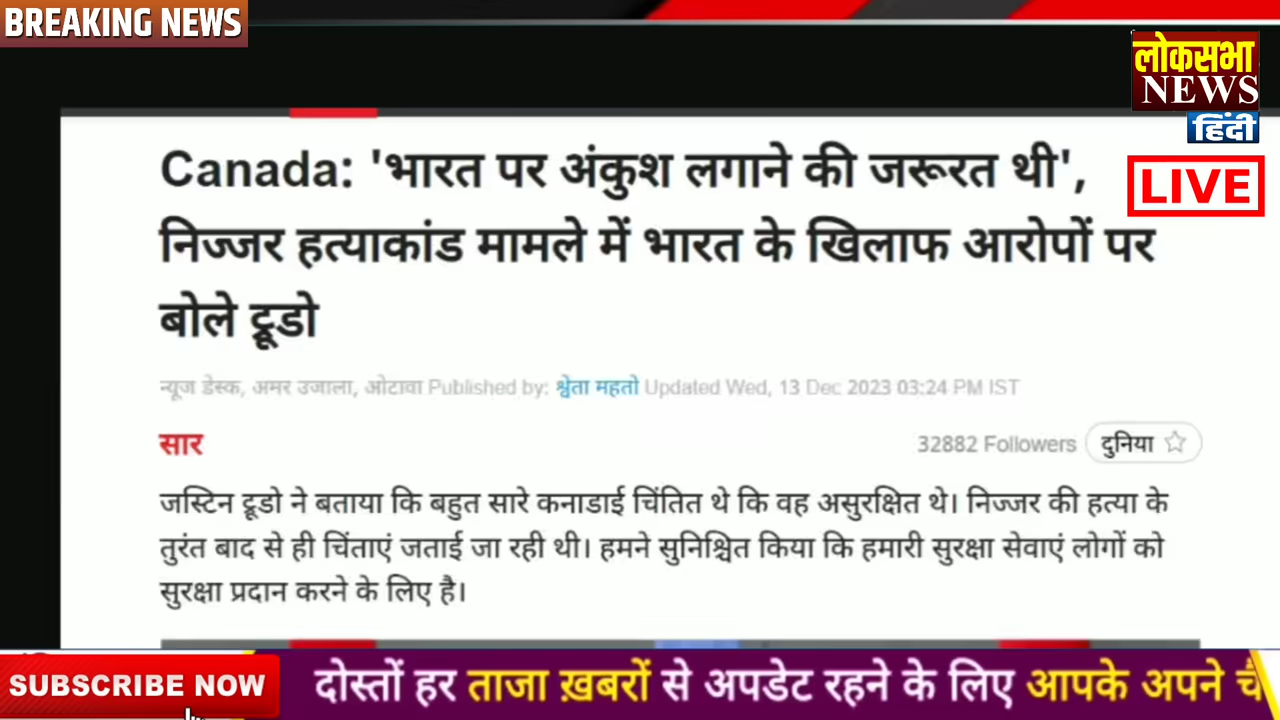 BREAKING NEWS
लोकसभा
NEWS
हिंदी
LIVE
Canada: 'भारत पर अंकुश लगाने की जरूरत थी',
निज्जर हत्याकांड मामले में भारत के खिलाफ आरोपों पर
बोले ट्रूडो
न्यूज डेस्क, अमर उजाला, ओटावा Published by: श्वेता महतो Updated Wed, 13 Dec 2023 03:24 PM IST
सार
32882 Followers दुनिया
जस्टिन ट्रूडो ने बताया कि बहुत सारे कनाडाई चिंतित थे कि वह असुरक्षित थे। निज्जर की हत्या के
तुरंत बाद से ही चिंताएं जताई जा रही थी। हमने सुनिश्चित किया कि हमारी सुरक्षा सेवाएं लोगों को
सुरक्षा प्रदान करने के लिए है।
SUBSCRIBE NOW
दोस्तों हर ताजा ख़बरों से अपडेट रहने के लिए आपके अपने